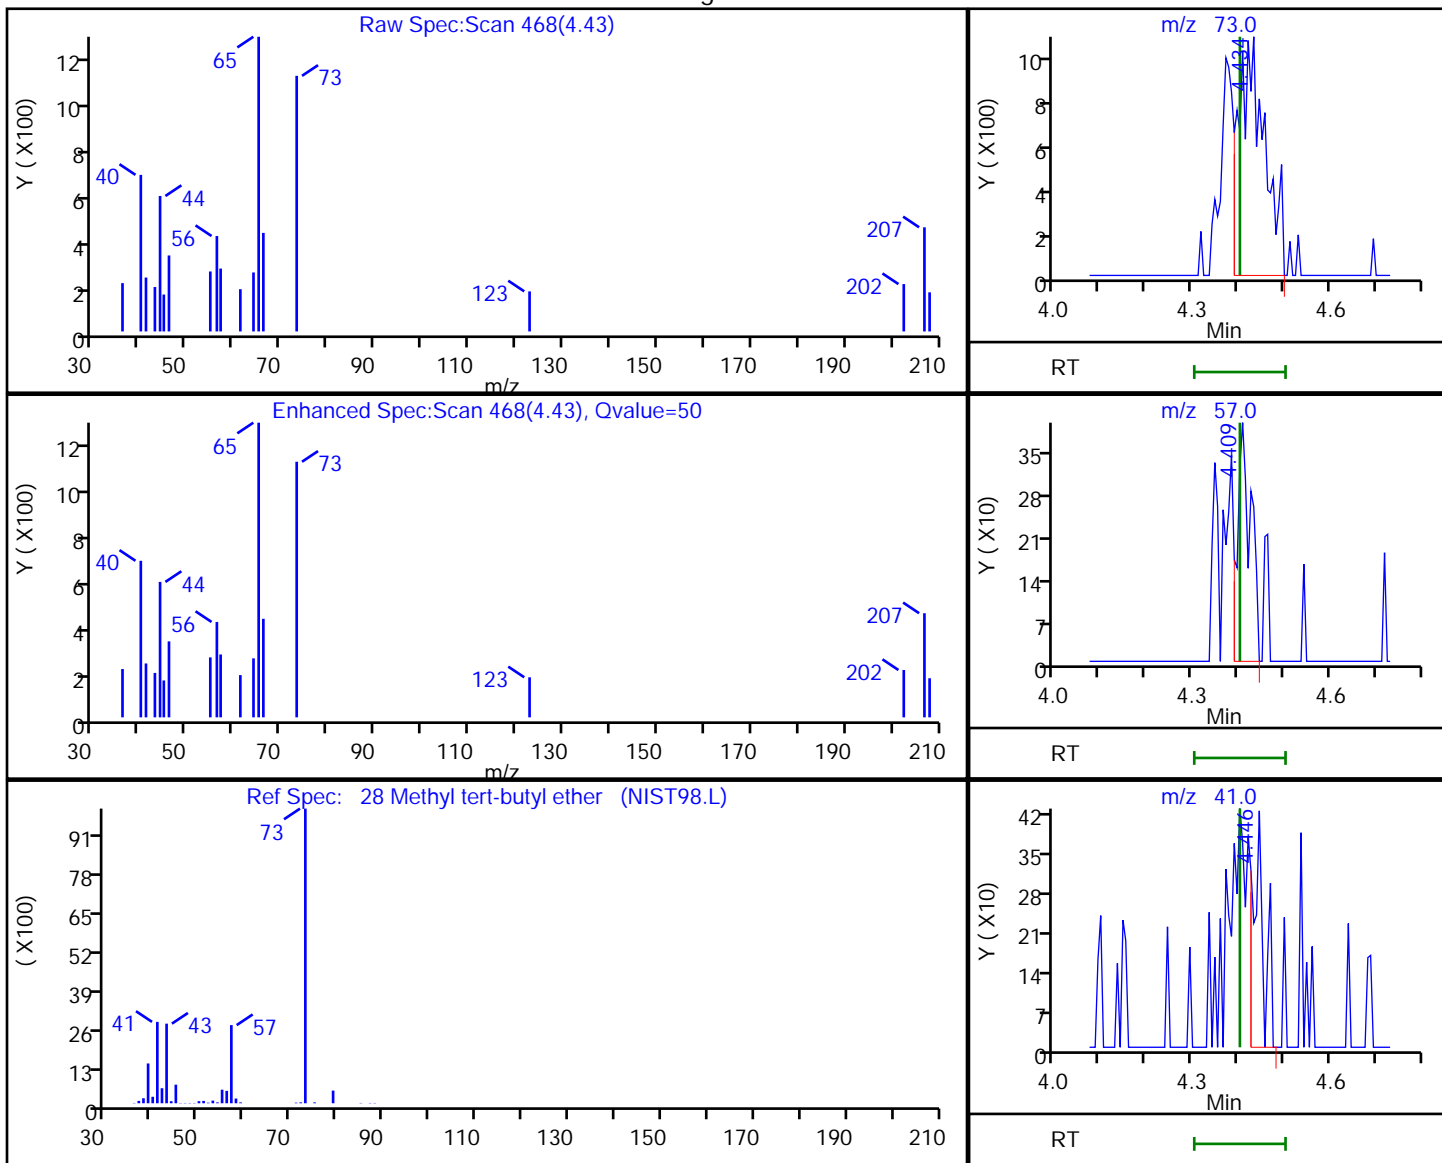 Raw Spec:Scan 468(4.43)
Y ( X100)
12
10
8
6
4
2
0
65
73
40
44
56
123
207
202
30 50 70 90 110 130 150 170 190 210
m/z
m/z 73.0
Y ( X100)
10
8
6
4
2
0
4.434
4.0 4.3 4.6
Min
RT
Enhanced Spec:Scan 468(4.43), Qvalue=50
Y ( X100)
12
10
8
6
4
2
0
65
73
40
44
56
123
207
202
30 50 70 90 110 130 150 170 190 210
m/z
m/z 57.0
Y ( X10)
35
28
21
14
7
0
4.409
4.0 4.3 4.6
Min
RT
Ref Spec: 28 Methyl tert-butyl ether (NIST98.L)
( X100)
91
78
65
52
39
26
13
0
73
41
43
57
30 50 70 90 110 130 150 170 190 210
m/z 41.0
Y ( X10)
42
35
28
21
14
7
0
4.446
4.0 4.3 4.6
Min
RT